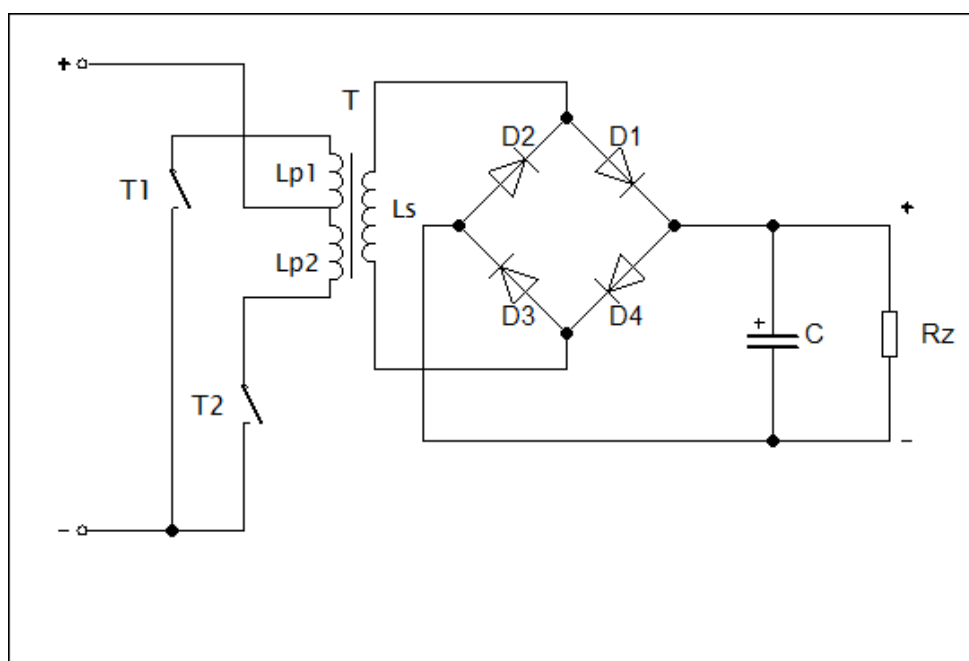 +
T
D2
D1
Lp1
T1
Ls
+
Lp2
D3
D4
+
C
Rz
T2
-
-